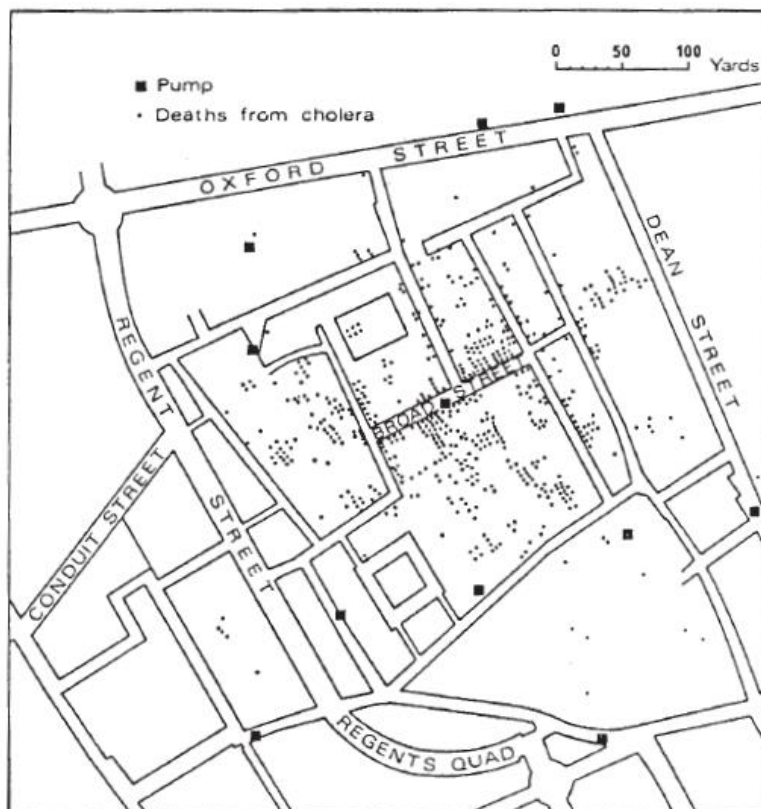 0 50 100
Yards
Pump
Deaths from cholera
OXFORD STREET
DEAN STREET
REGENT STREET
BROAD STREET
CONDUIT STREET
REGENTS QUAD